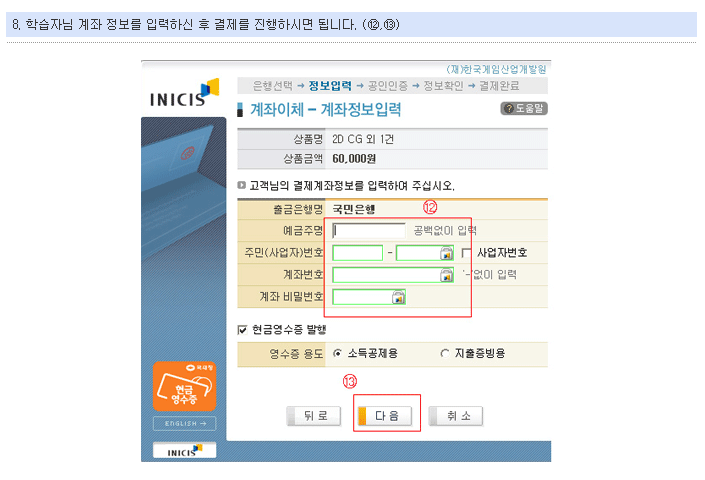 8. 학습자님 계좌 정보를 입력하신 후 결제를 진행하시면 됩니다. (⑫,⑬)
(재)한국게임산업개발원
INICIS
은행선택 → 정보입력 → 공인인증 → 정보확인 → 결제완료
계좌이체 - 계좌정보입력
? 도움말
상품명 2D CG 외 1건
상품금액 60,000원
고객님의 결제계좌정보를 입력하여 주십시오.
출금은행명 국민은행 ⑫
예금주명 공백없이 입력
주민(사업자)번호 - 사업자번호
계좌번호 '-'없이 입력
계좌 비밀번호
현금영수증 발행
영수증 용도 소득공제용 지출증빙용
국세청
현금
영수증
⑬
뒤로 다음 취소
ENGLISH →
INICIS